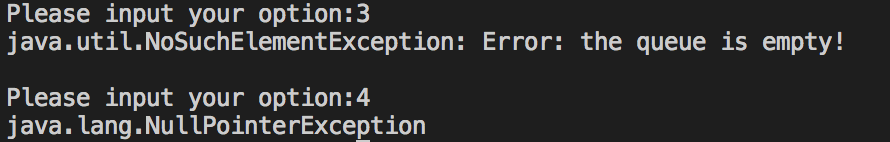 Please input your option:3
java.util.NoSuchElementException: Error: the queue is empty!
Please input your option:4
java.lang.NullPointerException